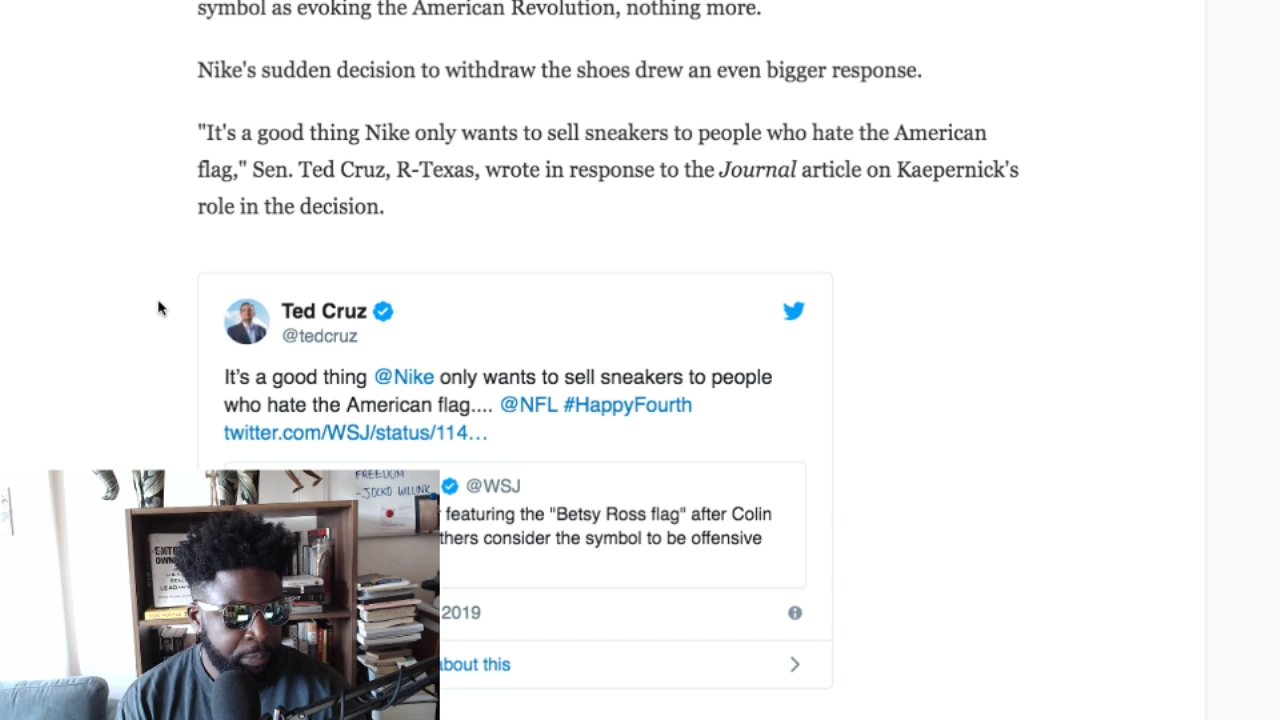 symbol as evoking the American Revolution, nothing more.
Nike's sudden decision to withdraw the shoes drew an even bigger response.
"It's a good thing Nike only wants to sell sneakers to people who hate the American
flag," Sen. Ted Cruz, R-Texas, wrote in response to the Journal article on Kaepernick's
role in the decision.
Ted Cruz
@tedcruz
It's a good thing @Nike only wants to sell sneakers to people
who hate the American flag.... @NFL #HappyFourth
twitter.com/WSJ/status/114…
@WSJ
featuring the "Betsy Ross flag" after Colin
thers consider the symbol to be offensive
2019
about this
FREEDOM
-JOCKO WILLINK